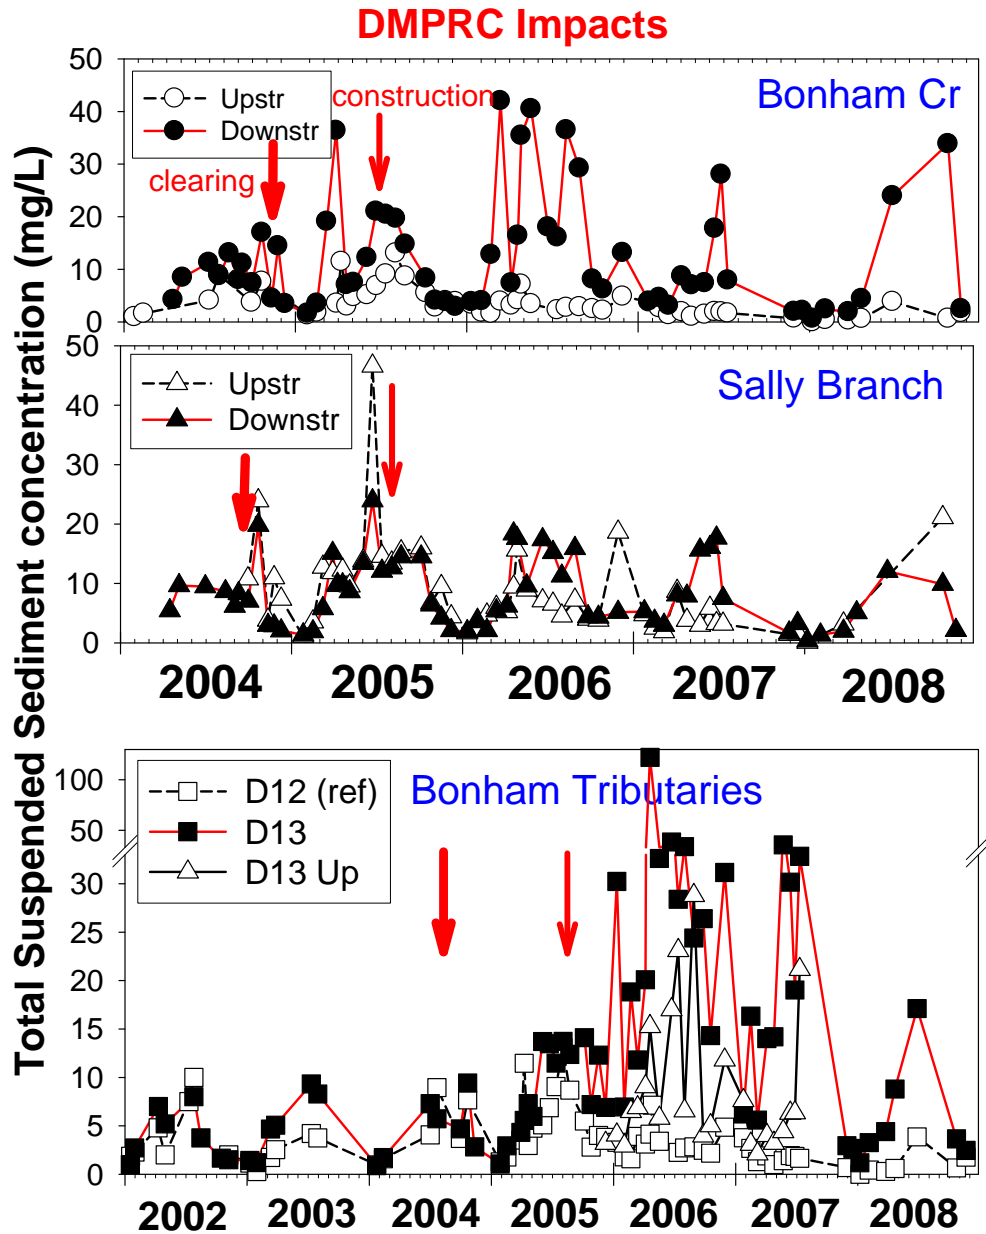 DMPRC Impacts
Total Suspended Sediment concentration (mg/L)
50
40
30
20
10
0
Upstr
Downstr
construction
clearing
Bonham Cr
50
40
30
20
10
0
Upstr
Downstr
Sally Branch
2004 2005 2006 2007 2008
100
50
30
25
20
15
10
5
0
D12 (ref)
D13
D13 Up
Bonham Tributaries
2002 2003 2004 2005 2006 2007 2008